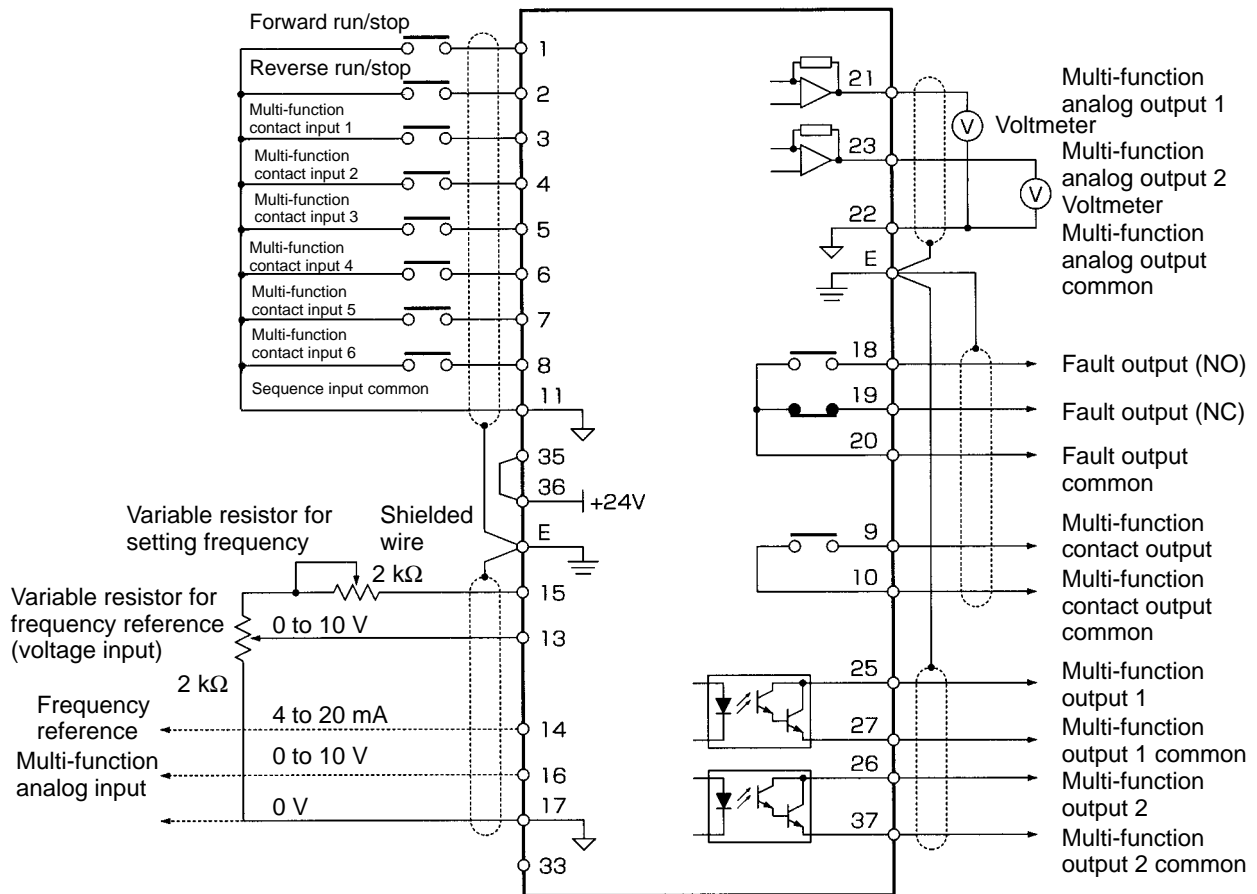 Forward run/stop
1
Reverse run/stop
2
Multi-function
contact input 1
3
Multi-function
contact input 2
4
Multi-function
contact input 3
5
Multi-function
contact input 4
6
Multi-function
contact input 5
7
Multi-function
contact input 6
8
Sequence input common
11
35
36
+24V
E
Variable resistor for
setting frequency
Shielded
wire
2 kΩ
15
Variable resistor for
frequency reference
(voltage input)
0 to 10 V
13
2 kΩ
Frequency
reference
4 to 20 mA
14
Multi-function
analog input
0 to 10 V
16
0 V
17
33
21
Multi-function
analog output 1
V
Voltmeter
23
Multi-function
analog output 2
V
Voltmeter
22
Multi-function
analog output
common
E
18
Fault output (NO)
19
Fault output (NC)
20
Fault output
common
9
Multi-function
contact output
10
Multi-function
contact output
common
25
Multi-function
output 1
27
Multi-function
output 1 common
26
Multi-function
output 2
37
Multi-function
output 2 common